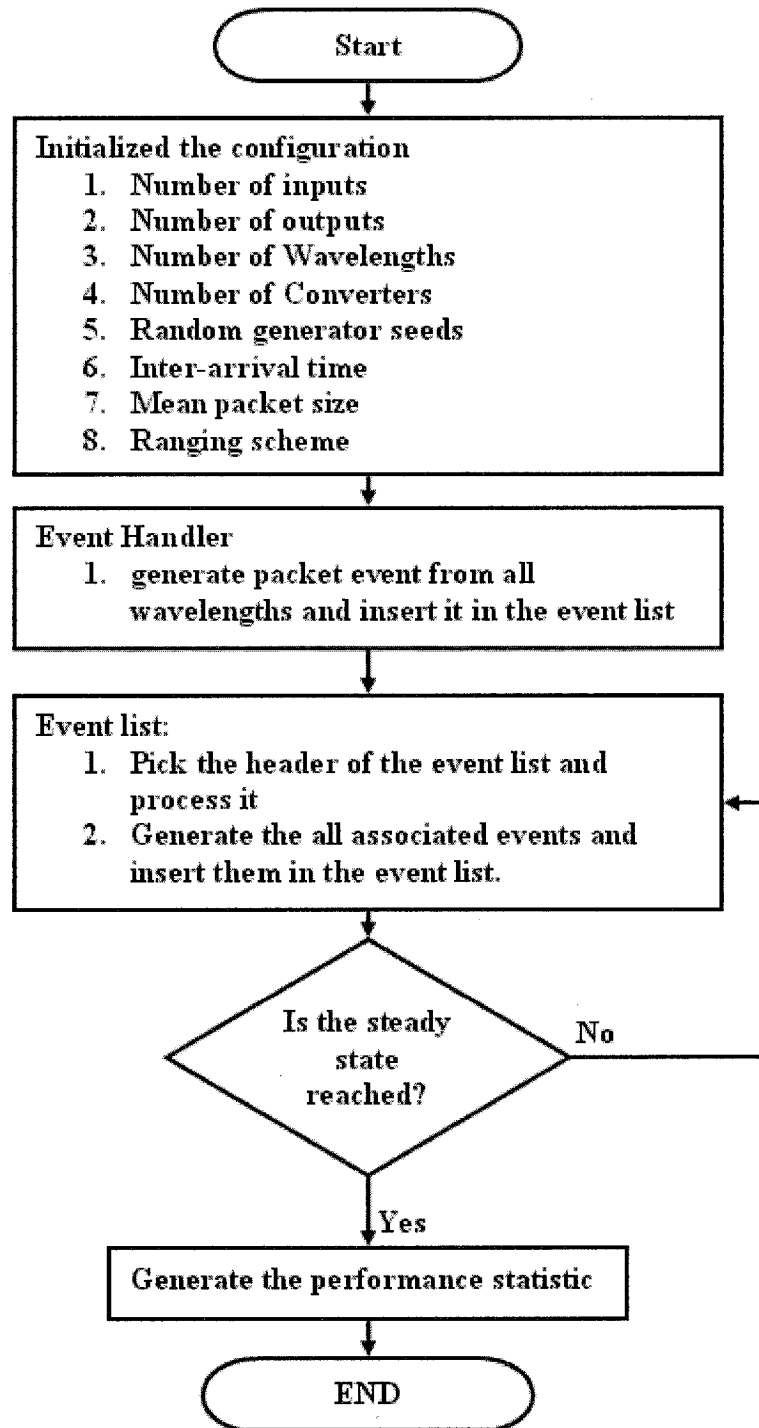 Start
Initialized the configuration
1. Number of inputs
2. Number of outputs
3. Number of Wavelengths
4. Number of Converters
5. Random generator seeds
6. Inter-arrival time
7. Mean packet size
8. Ranging scheme
Event Handler
1. generate packet event from all
wavelengths and insert it in the event list
Event list:
1. Pick the header of the event list and
process it
2. Generate the all associated events and
insert them in the event list.
Is the steady
state
reached?
No
Yes
Generate the performance statistic
END